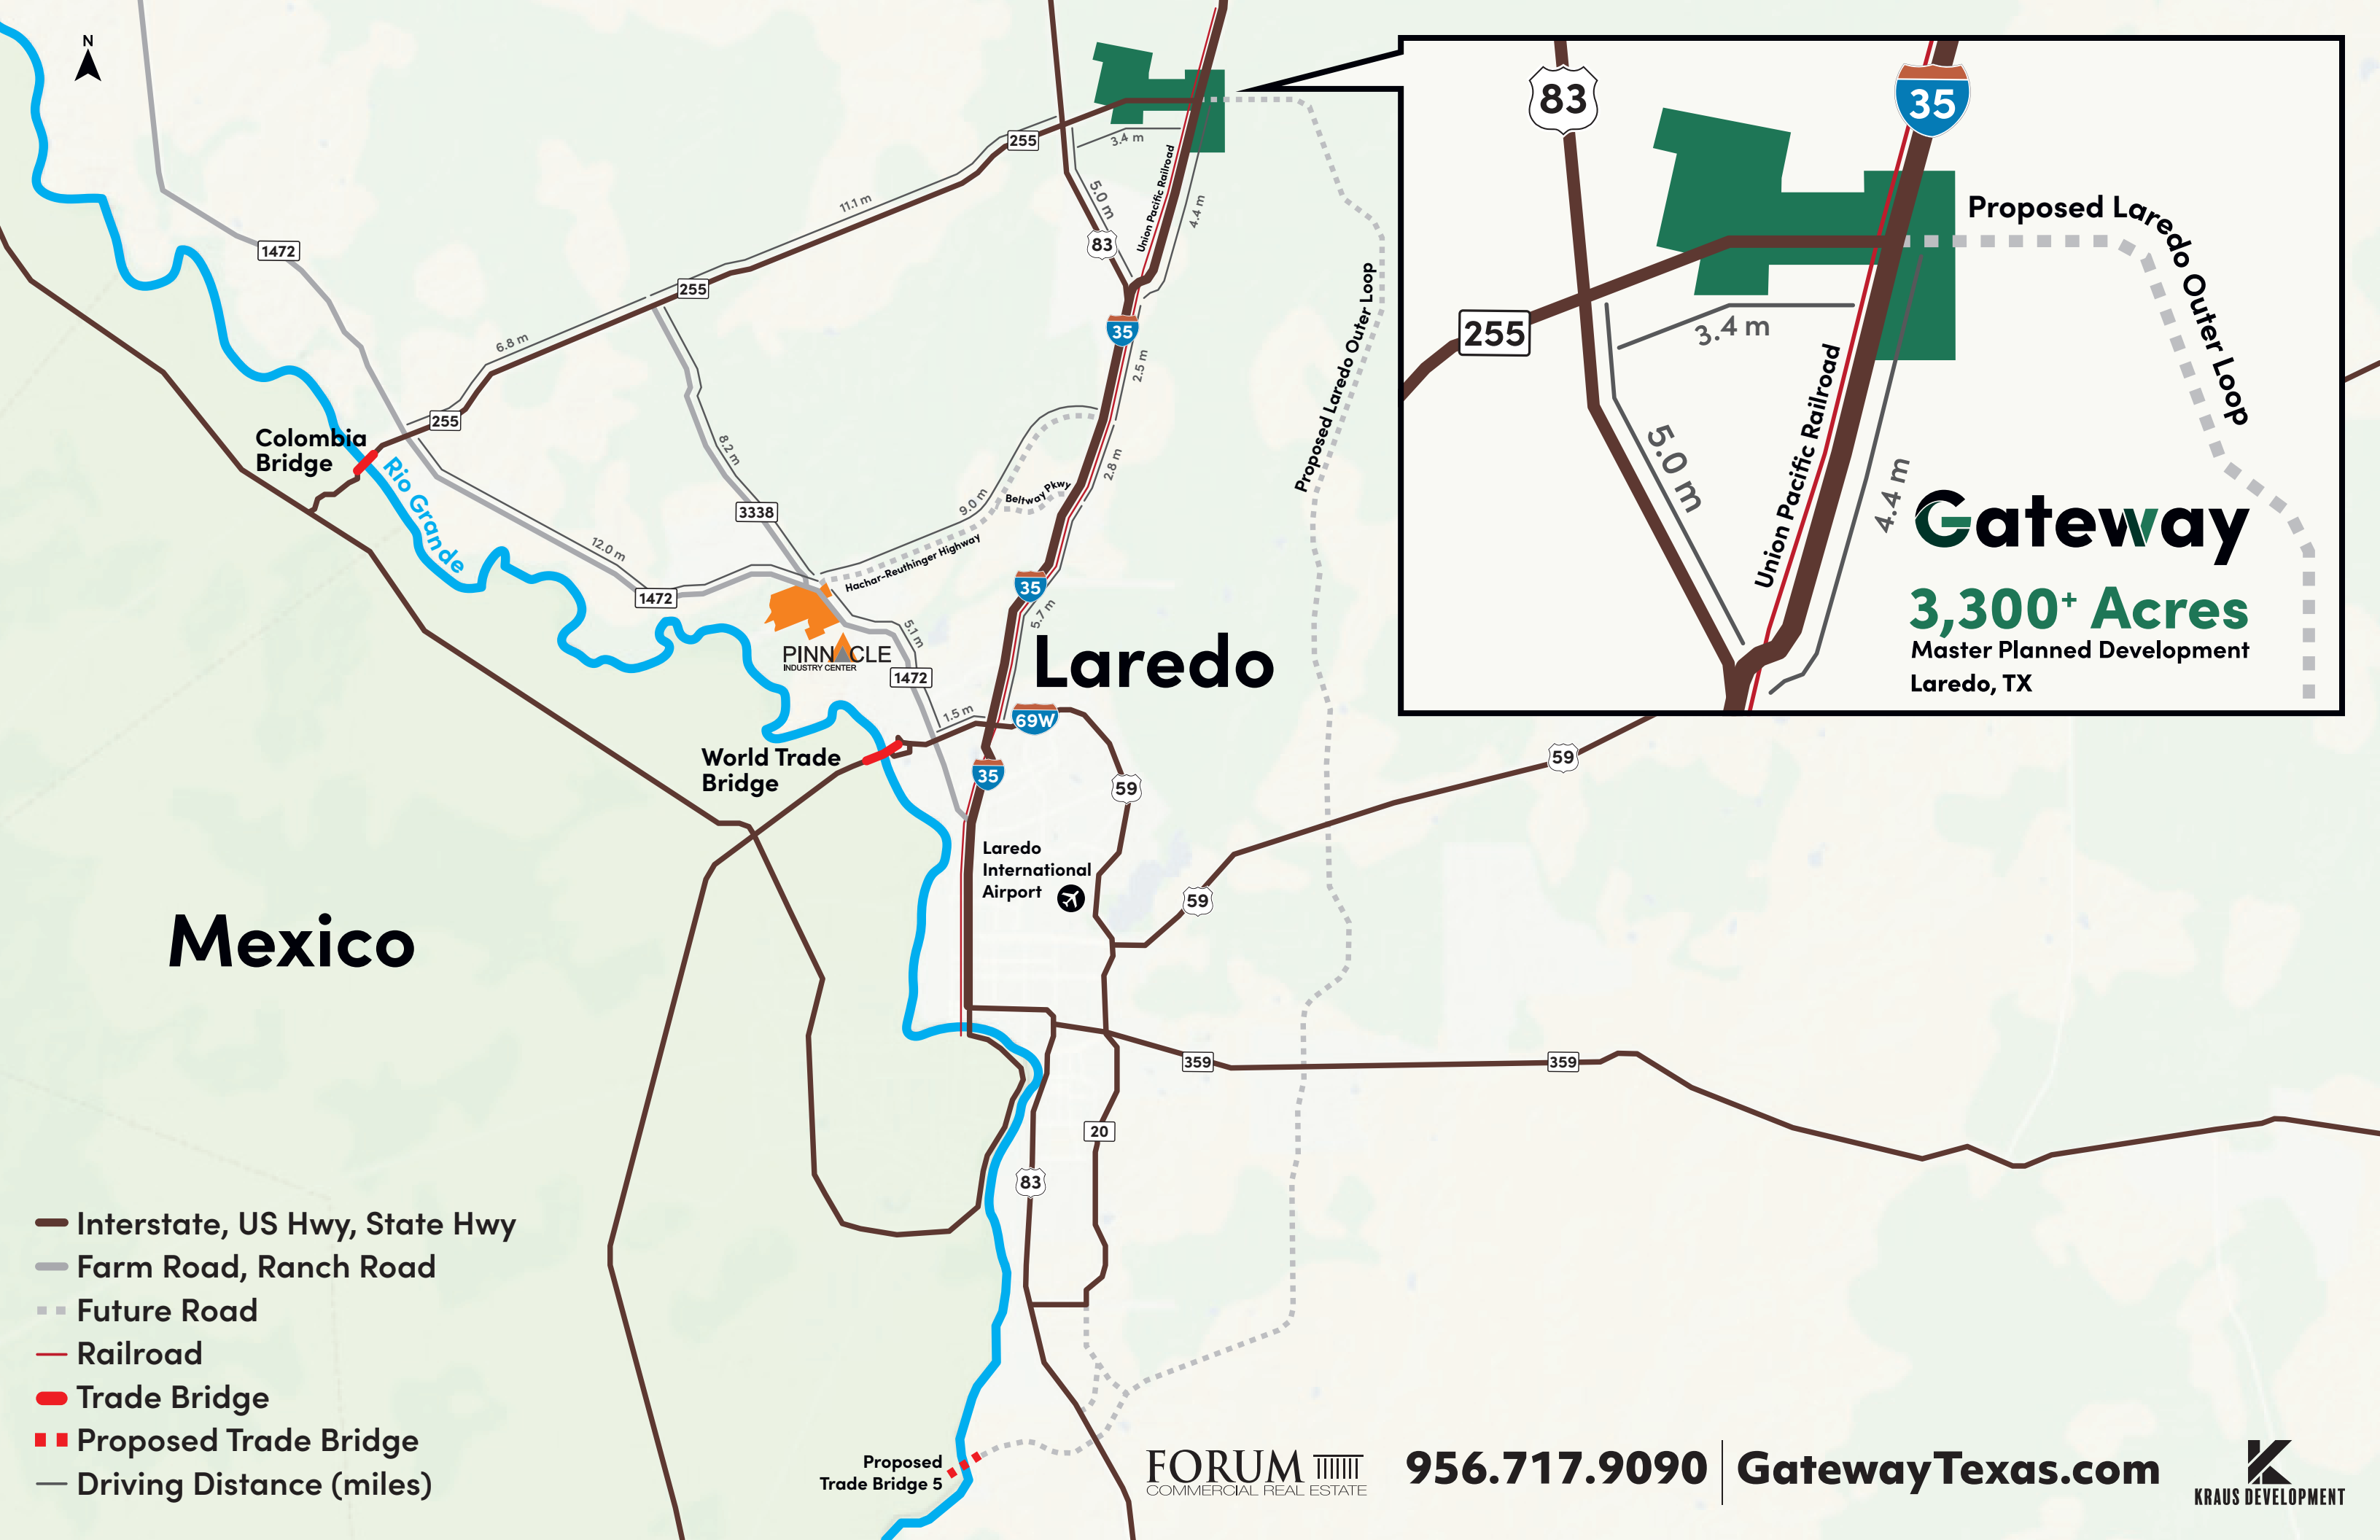 N
1472
255
3.4 m
11.1 m
5.0 m
Union Pacific Railroad
4.4 m
83
255
35
6.8 m
2.5 m
Proposed Laredo Outer Loop
255
Colombia
Bridge
Rio Grande
8.2 m
2.8 m
9.0 m
Beltway Pkwy
3338
12.0 m
Hachar-Reuthinger Highway
35
1472
5.7 m
5.1 m
PINNACLE
INDUSTRY CENTER
Laredo
1472
1.5 m
69W
World Trade
Bridge
35
59
59
59
Laredo
International
Airport
Mexico
359
359
20
83
83
35
Proposed Laredo Outer Loop
255
3.4 m
5.0 m
Union Pacific Railroad
4.4 m
Gateway
3,300+ Acres
Master Planned Development
Laredo, TX
Interstate, US Hwy, State Hwy
Farm Road, Ranch Road
Future Road
Railroad
Trade Bridge
Proposed Trade Bridge
Driving Distance (miles)
Proposed
Trade Bridge 5
FORUM
COMMERCIAL REAL ESTATE
956.717.9090
GatewayTexas.com
K
KRAUS DEVELOPMENT